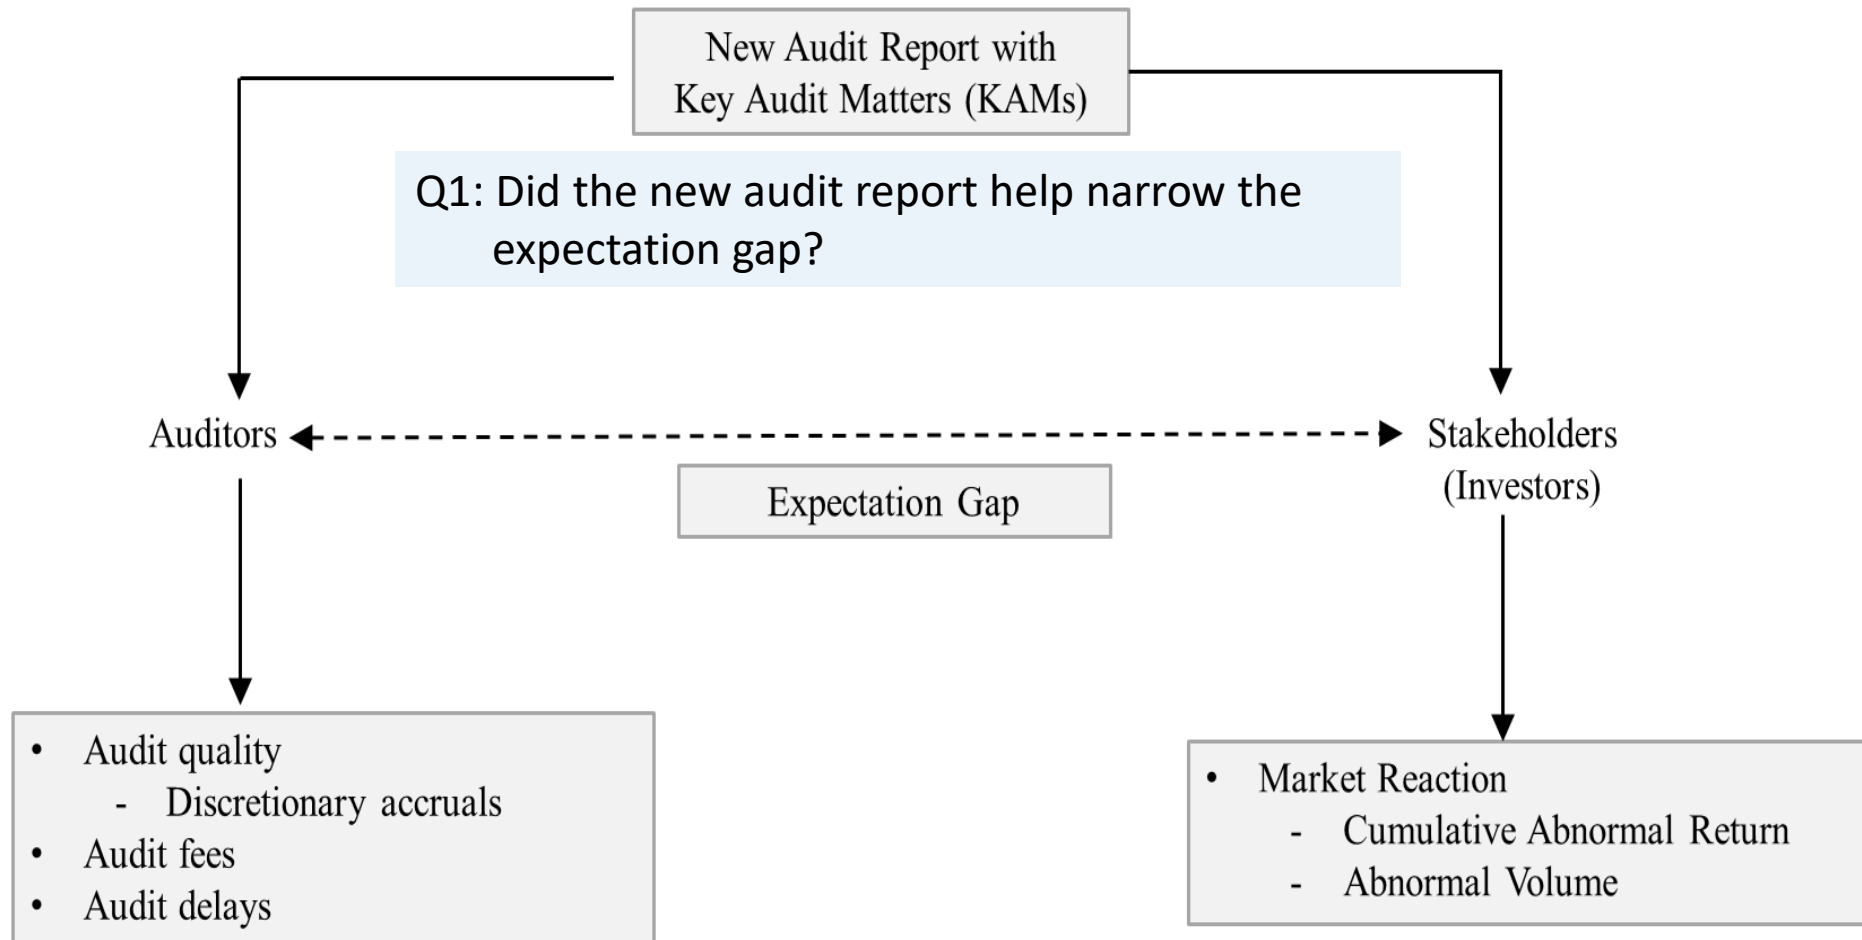 New Audit Report with
Key Audit Matters (KAMs)
Q1: Did the new audit report help narrow the
expectation gap?
Auditors
Stakeholders
(Investors)
Expectation Gap
• Audit quality
- Discretionary accruals
• Audit fees
• Audit delays
• Market Reaction
- Cumulative Abnormal Return
- Abnormal Volume